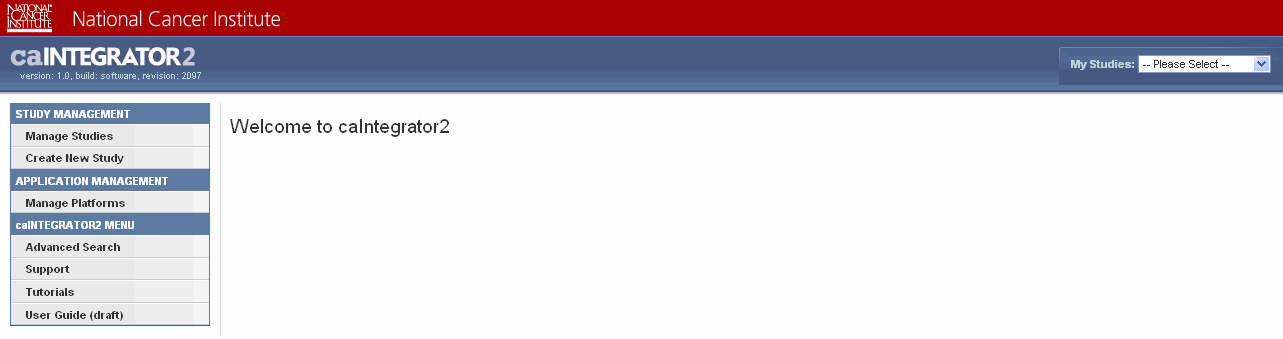 NATIONAL
CANCER
INSTITUTE
National Cancer Institute
caINTEGRATOR2
version: 1.0, build: software, revision: 2097
My Studies: -- Please Select --
STUDY MANAGEMENT
Manage Studies
Create New Study
APPLICATION MANAGEMENT
Manage Platforms
caINTEGRATOR2 MENU
Advanced Search
Support
Tutorials
User Guide (draft)
Welcome to caIntegrator2